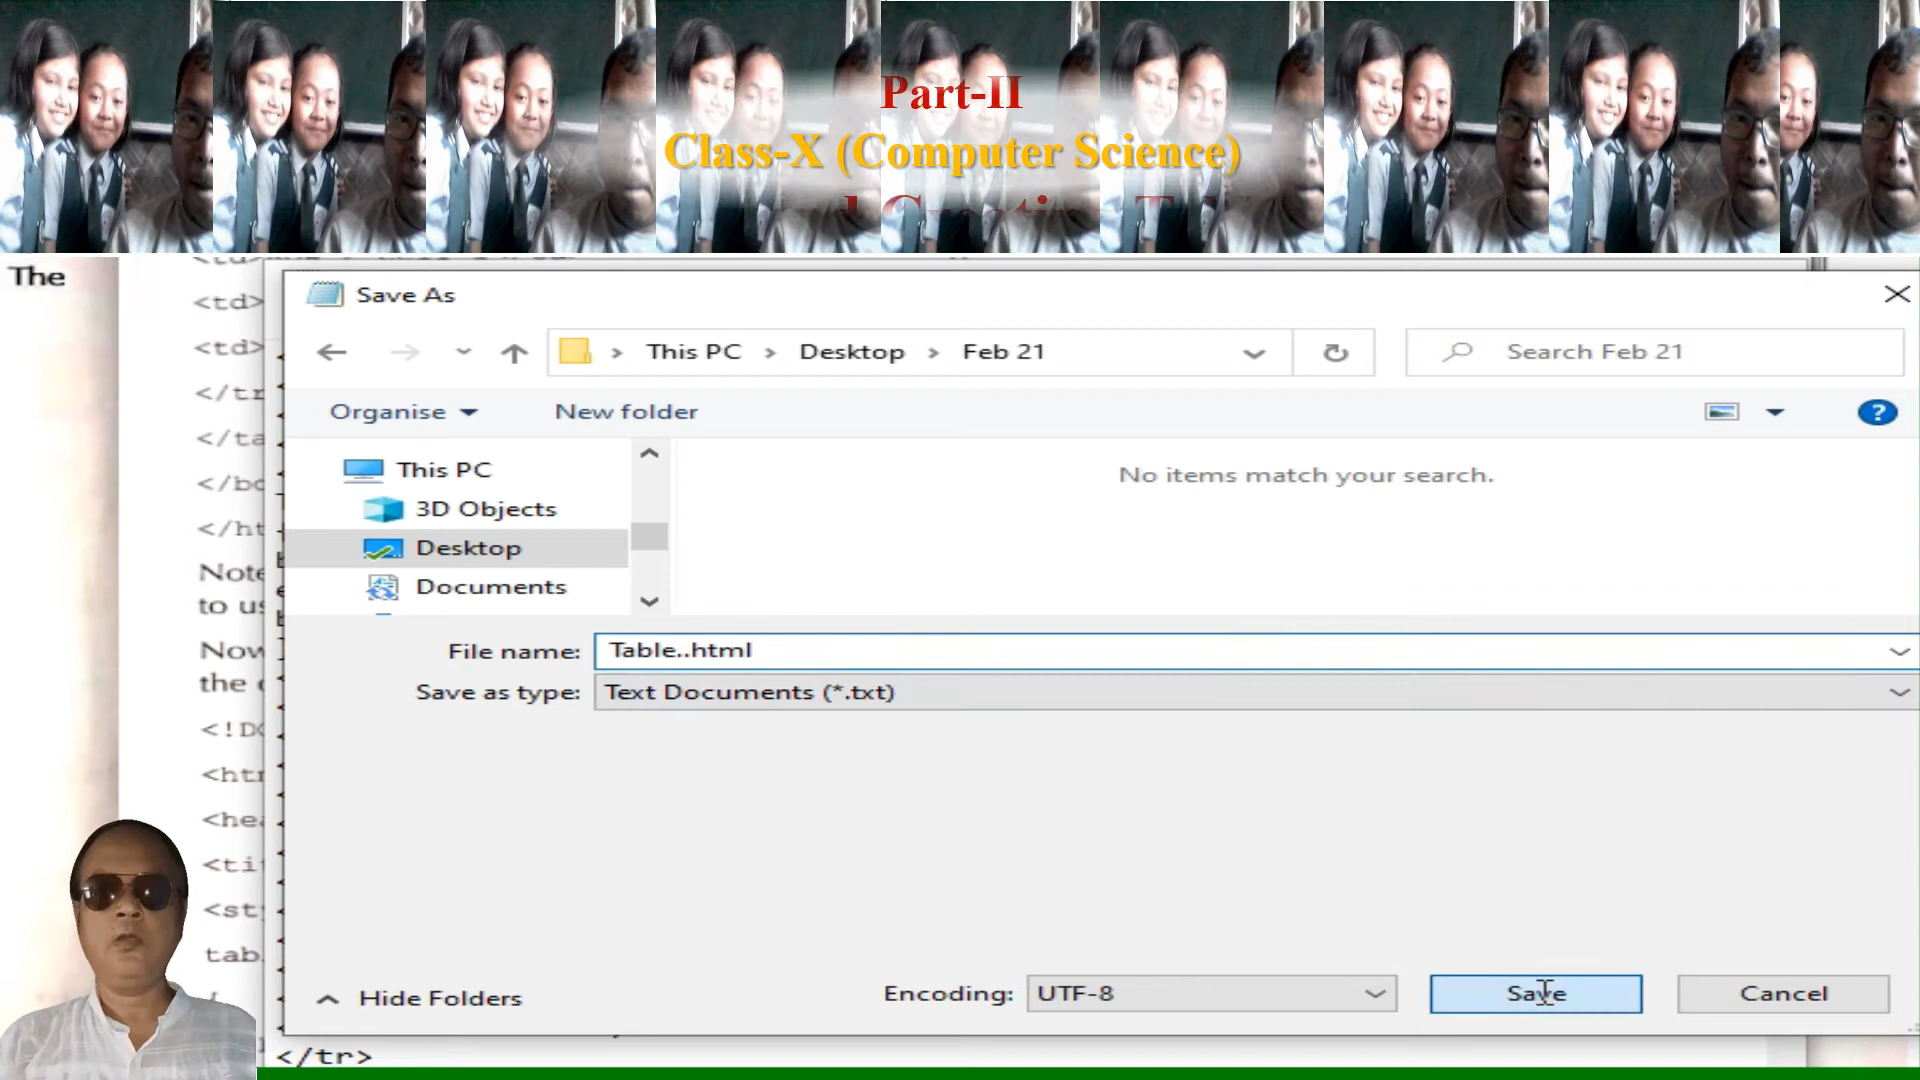 Part-II
Class-X (Computer Science)
The
<td>
<td>
</tr
</ta
</bo
</ht
Note
to us
Now
the
<!DO
<htm
<hea
<tit
<sty
tab
</tr>
Save As
This PC > Desktop > Feb 21
Search Feb 21
Organise
New folder
?
This PC
3D Objects
Desktop
Documents
No items match your search.
File name: Table..html
Save as type: Text Documents (*.txt)
Hide Folders
Encoding: UTF-8
Save
Cancel